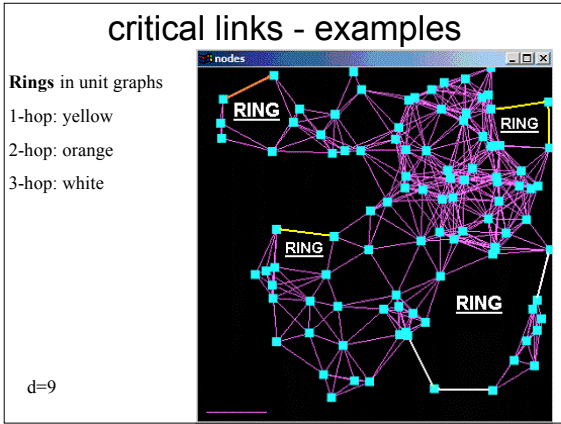 critical links - examples
nodes
Rings in unit graphs
1-hop: yellow
2-hop: orange
3-hop: white
RING
RING
RING
RING
d=9